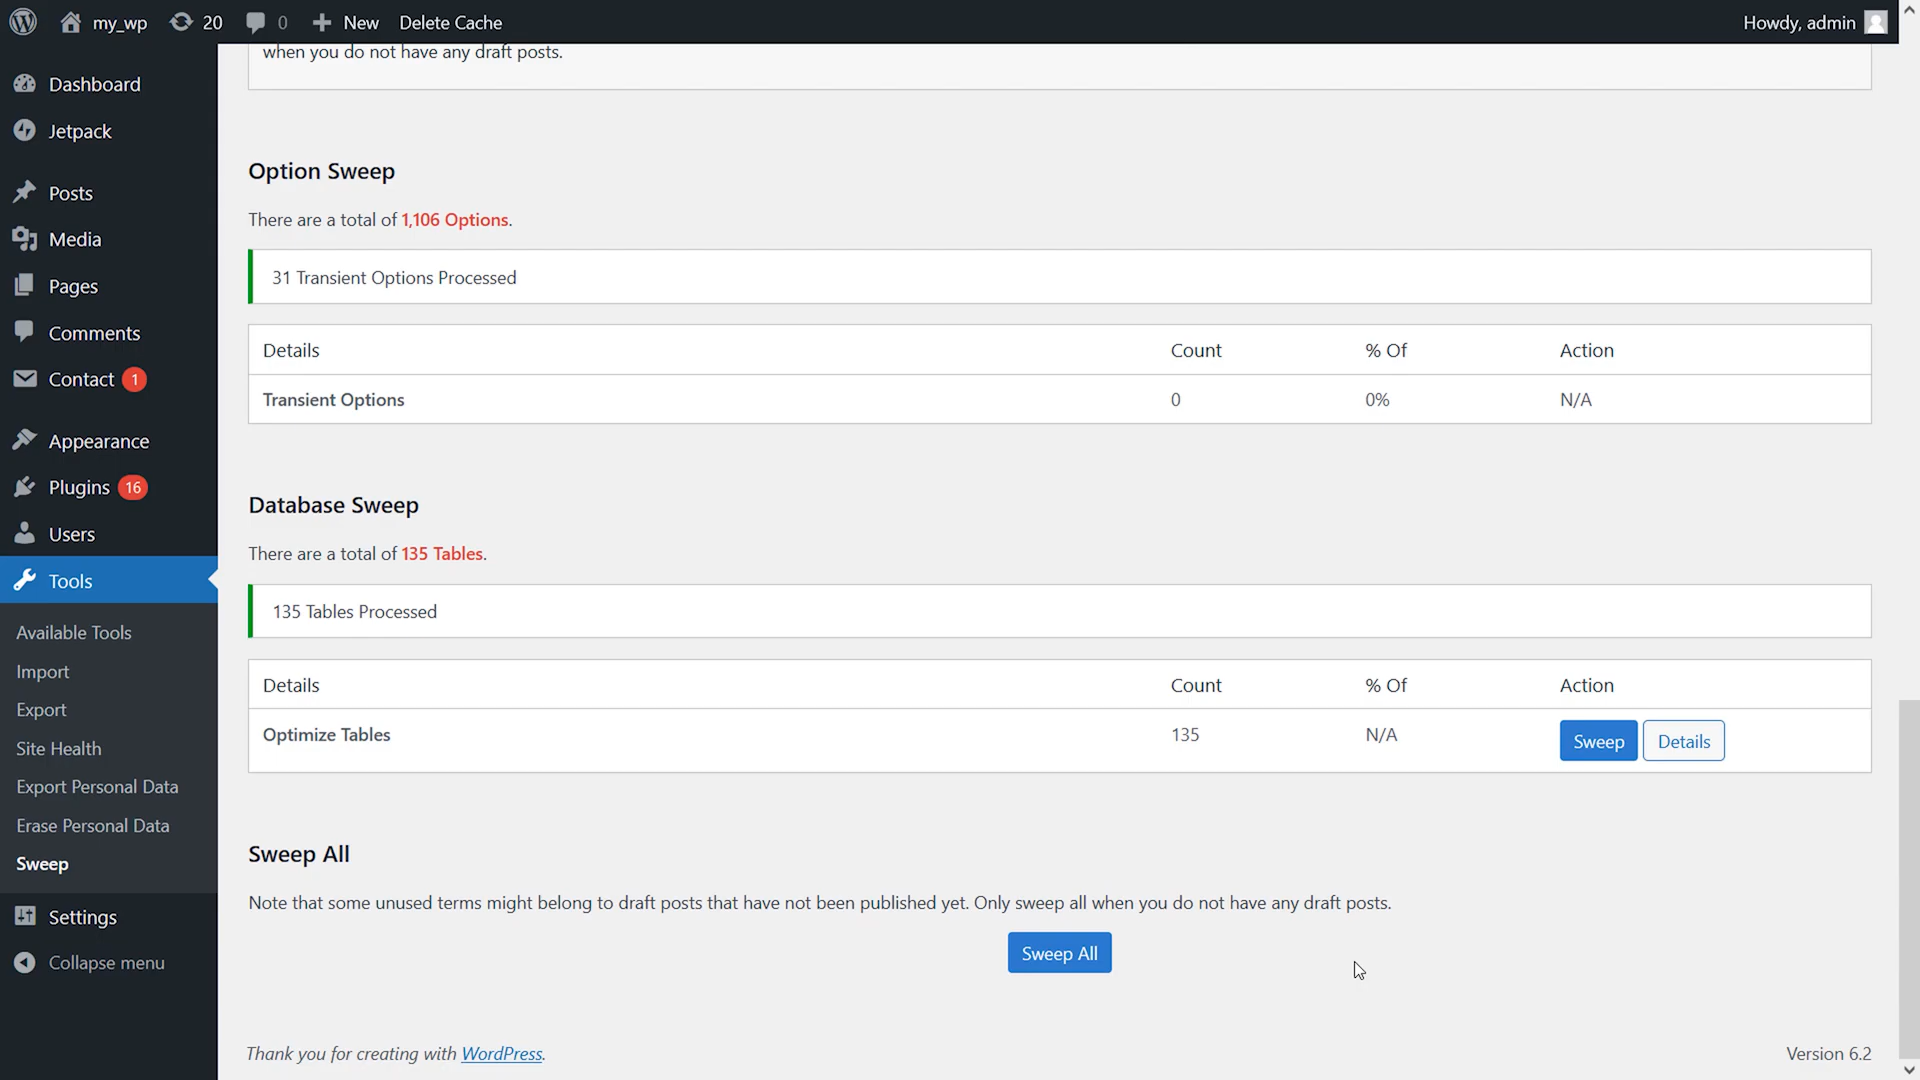 my_wp
20
0
New
Delete Cache
Howdy, admin
when you do not have any draft posts.
Dashboard
Jetpack
Posts
Media
Pages
Comments
Contact 1
Appearance
Plugins 16
Users
Tools
Available Tools
Import
Export
Site Health
Export Personal Data
Erase Personal Data
Sweep
Settings
Collapse menu
Option Sweep
There are a total of 1,106 Options.
31 Transient Options Processed
Details Count % Of Action
Transient Options 0 0% N/A
Database Sweep
There are a total of 135 Tables.
135 Tables Processed
Details Count % Of Action
Optimize Tables 135 N/A Sweep Details
Sweep All
Note that some unused terms might belong to draft posts that have not been published yet. Only sweep all when you do not have any draft posts.
Sweep All
Thank you for creating with WordPress.
Version 6.2